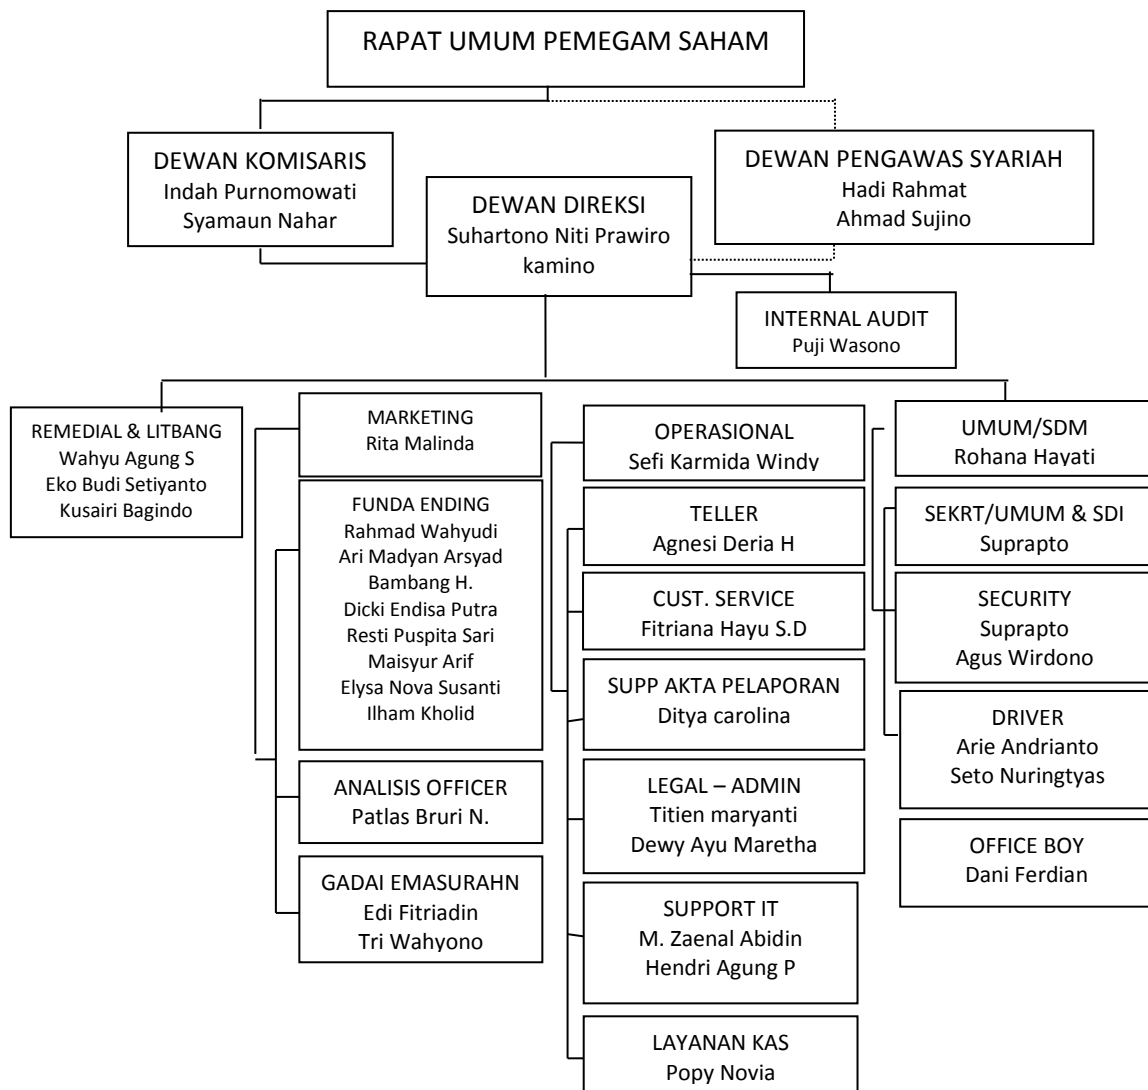 RAPAT UMUM PEMEGAM SAHAM
DEWAN KOMISARIS
Indah Purnomowati
Syamaun Nahar
DEWAN PENGAWAS SYARIAH
Hadi Rahmat
Ahmad Sujino
DEWAN DIREKSI
Suhartono Niti Prawiro
kamino
INTERNAL AUDIT
Puji Wasono
REMEDIAL & LITBANG
Wahyu Agung S
Eko Budi Setiyanto
Kusairi Bagindo
MARKETING
Rita Malinda
FUNDA ENDING
Rahmad Wahyudi
Ari Madyan Arsyad
Bambang H.
Dicki Endisa Putra
Resti Puspita Sari
Maisyur Arif
Elysa Nova Susanti
Ilham Kholid
ANALISIS OFFICER
Patlas Bruri N.
GADAI EMASURAHN
Edi Fitriadin
Tri Wahyono
OPERASIONAL
Sefi Karmida Windy
TELLER
Agnesi Deria H
CUST. SERVICE
Fitriana Hayu S.D
SUPP AKTA PELAPORAN
Ditya carolina
LEGAL – ADMIN
Titien maryanti
Dewy Ayu Maretha
SUPPORT IT
M. Zaenal Abidin
Hendri Agung P
LAYANAN KAS
Popy Novia
UMUM/SDM
Rohana Hayati
SEKRT/UMUM & SDI
Suprapto
SECURITY
Suprapto
Agus Wirdono
DRIVER
Arie Andrianto
Seto Nuringtyas
OFFICE BOY
Dani Ferdian